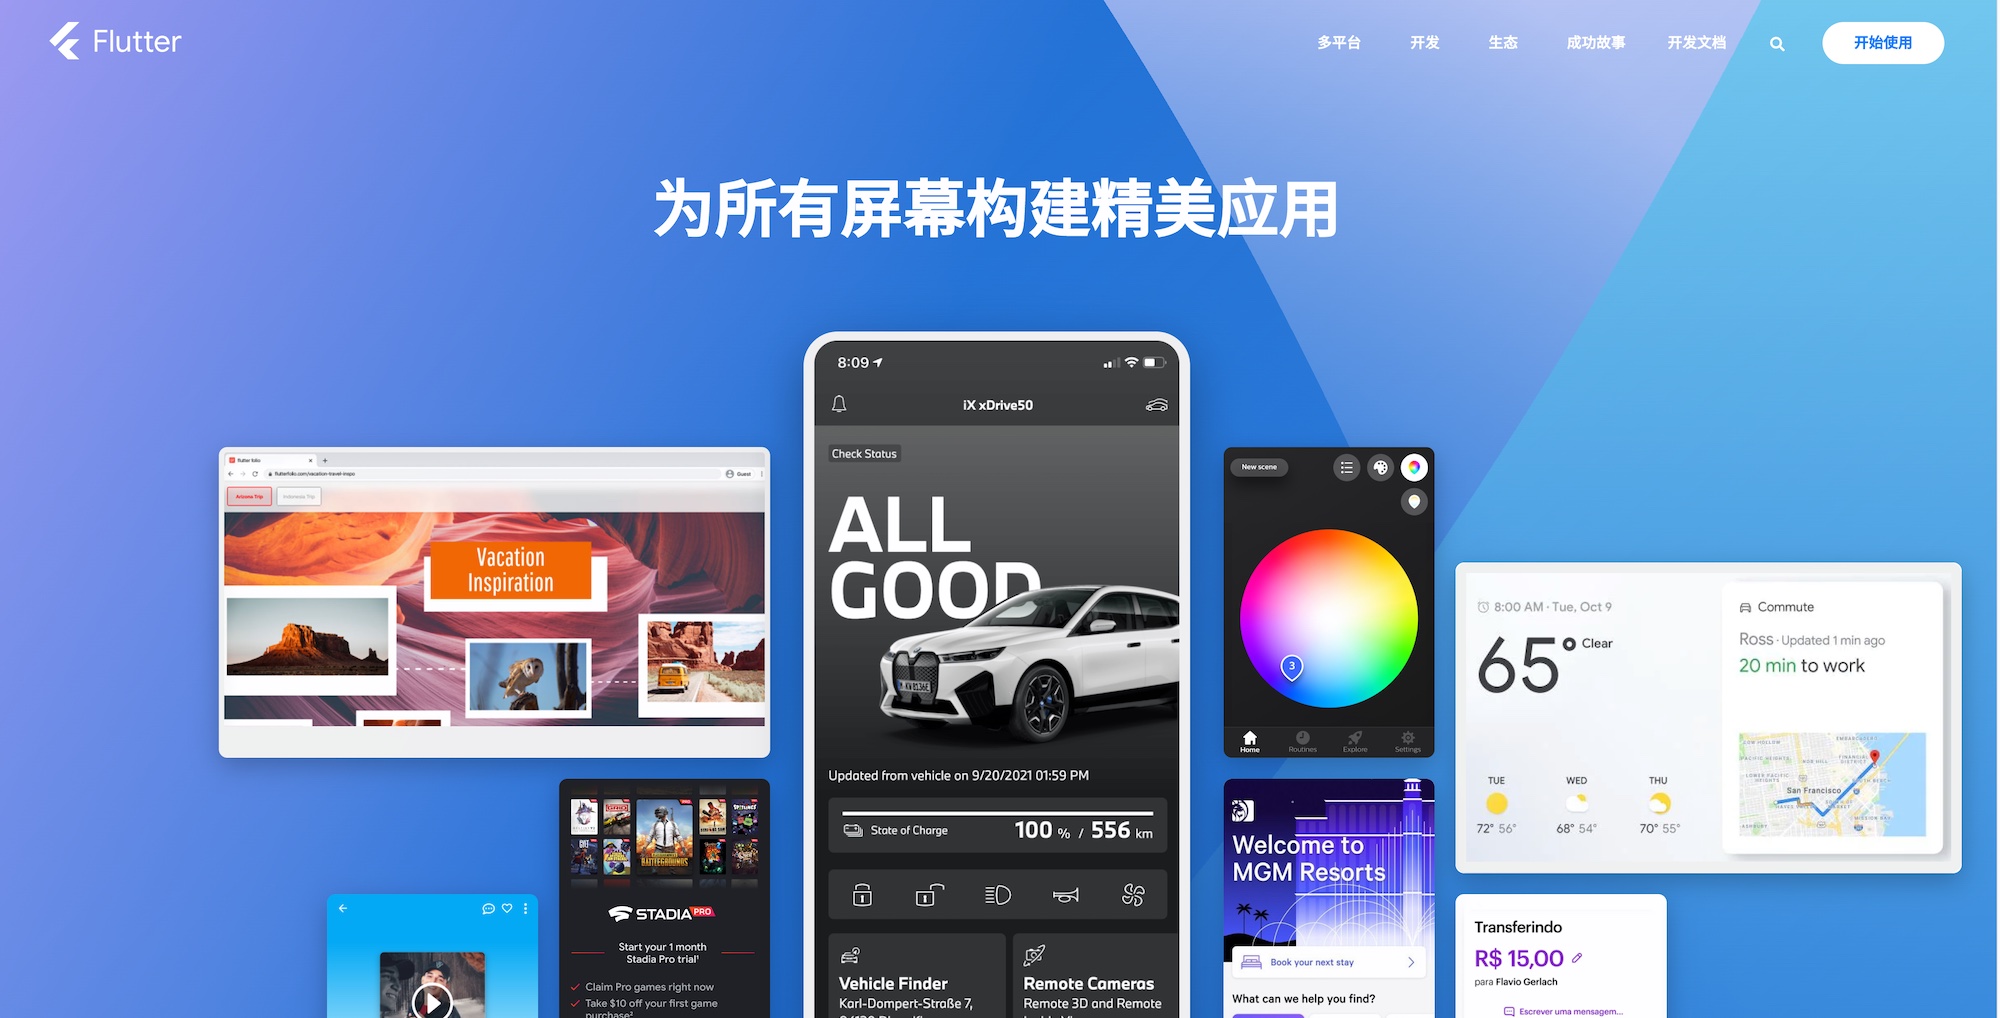 Flutter
多平台
开发
生态
成功故事
开发文档
开始使用
为所有屏幕构建精美应用
flutter folio
flutterfolio.com/vacation-travel-inspo
Guest
Arizona Trip
Indonesia Trip
Vacation
Inspiration
STADIA PRO
Start your 1 month
Stadia Pro trial¹
Claim Pro games right now
Take $10 off your first game
purchase²
8:09
iX xDrive50
Check Status
ALL
GOOD
Updated from vehicle on 9/20/2021 01:59 PM
State of Charge
100 % / 556 km
Vehicle Finder
Karl-Dompert-Straße 7,
Remote Cameras
Remote 3D and Remote
New scene
3
Home
Routines
Explore
Settings
Welcome to
MGM Resorts
Book your next stay
What can we help you find?
8:00 AM · Tue, Oct 9
65° Clear
TUE
72° 56°
WED
68° 54°
THU
70° 55°
Commute
Ross · Updated 1 min ago
20 min to work
San Francisco
Transferindo
R$ 15,00
para Flavio Gerlach
Escrever uma mensagem...